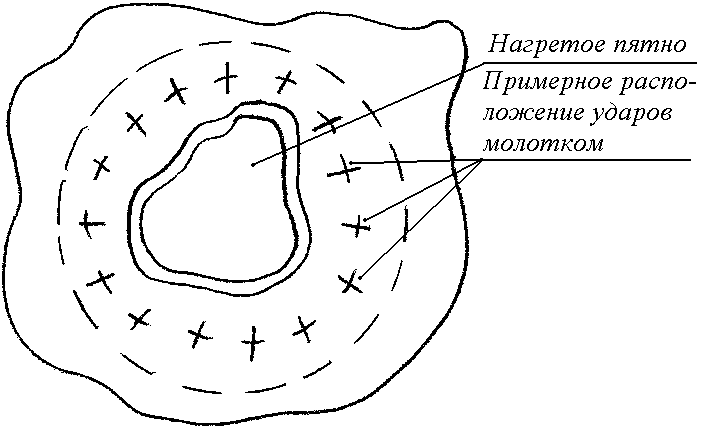 Нагретое пятно
Примерное распо-
ложение ударов
молотком